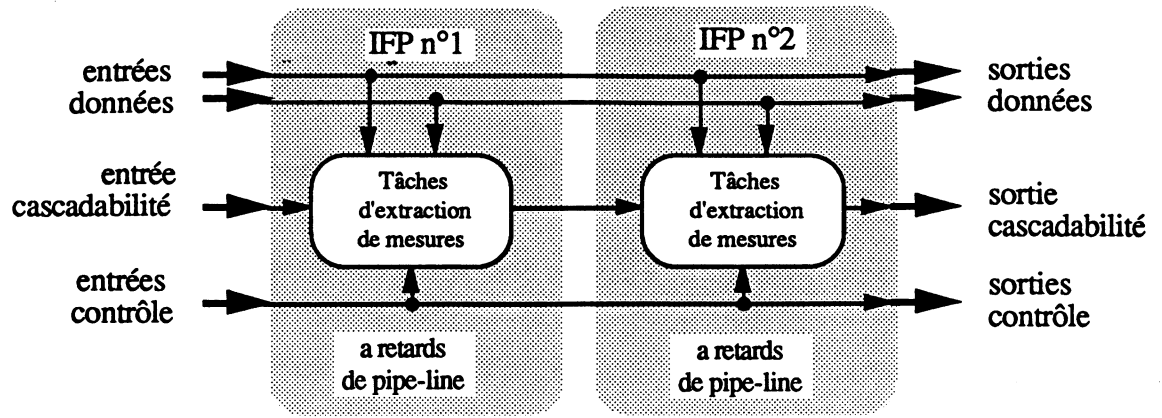 IFP n°1
IFP n°2
entrées
données
sorties
données
entrée
cascadabilité
Tâches
d'extraction
de mesures
Tâches
d'extraction
de mesures
sortie
cascadabilité
entrées
contrôle
sorties
contrôle
a retards
de pipe-line
a retards
de pipe-line